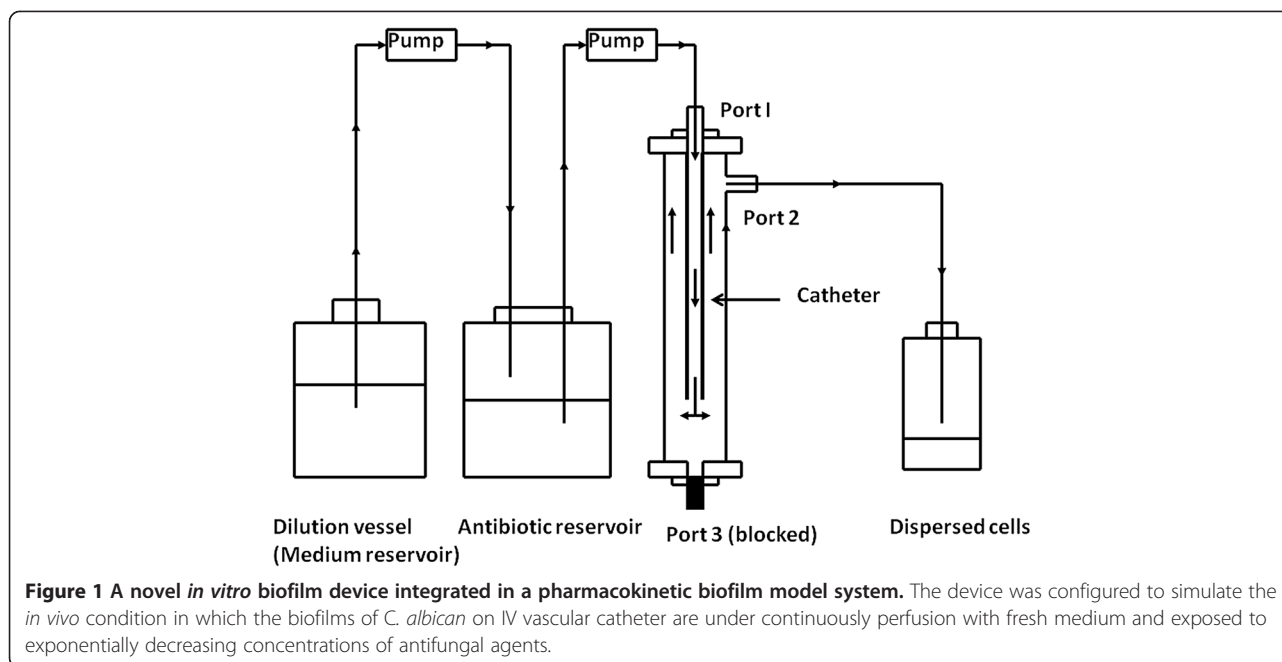 Pump
Pump
Port I
Port 2
Catheter
Dilution vessel
(Medium reservoir)
Antibiotic reservoir
Port 3 (blocked)
Dispersed cells
Figure 1 A novel in vitro biofilm device integrated in a pharmacokinetic biofilm model system. The device was configured to simulate the
in vivo condition in which the biofilms of C. albican on IV vascular catheter are under continuously perfusion with fresh medium and exposed to
exponentially decreasing concentrations of antifungal agents.